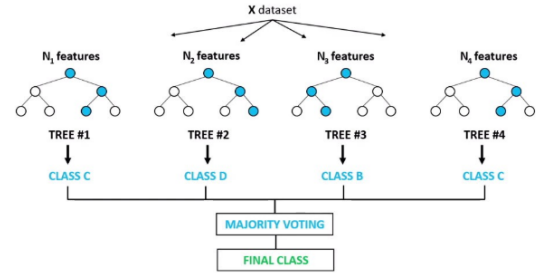 X dataset
N₁ features N₂ features N₃ features N₄ features
TREE #1 TREE #2 TREE #3 TREE #4
CLASS C CLASS D CLASS B CLASS C
MAJORITY VOTING
FINAL CLASS